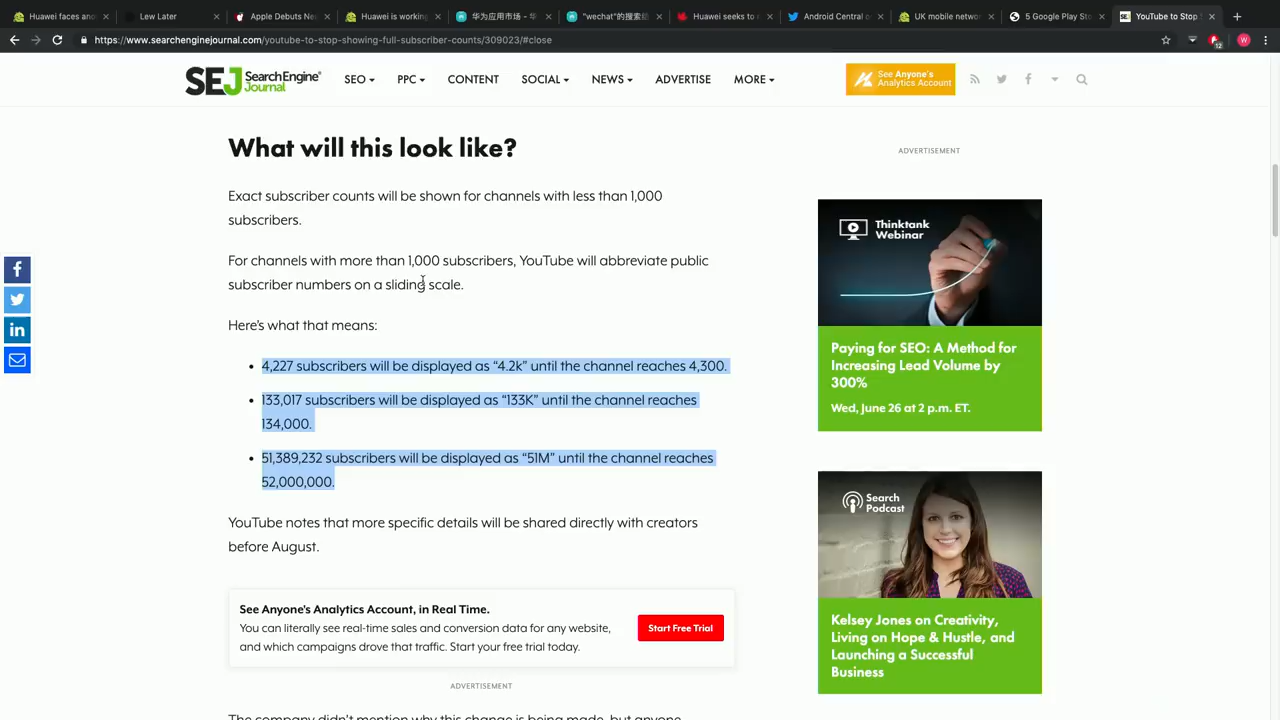 Huawei faces ano
Lew Later
Apple Debuts Ne
Huawei is working
华为应用市场 -
"wechat"的搜索
Huawei seeks to
Android Central o
UK mobile netwo
5 Google Play Sto
YouTube to Stop
https://www.searchenginejournal.com/youtube-to-stop-showing-full-subscriber-counts/309023/#close
12
W
SEJ Search Engine Journal
SEO
PPC
CONTENT
SOCIAL
NEWS
ADVERTISE
MORE
See Anyone's
Analytics Account
What will this look like?
Exact subscriber counts will be shown for channels with less than 1,000
subscribers.
For channels with more than 1,000 subscribers, YouTube will abbreviate public
subscriber numbers on a sliding scale.
Here's what that means:
• 4,227 subscribers will be displayed as “4.2k” until the channel reaches 4,300.
• 133,017 subscribers will be displayed as “133K” until the channel reaches
134,000.
• 51,389,232 subscribers will be displayed as “51M” until the channel reaches
52,000,000.
YouTube notes that more specific details will be shared directly with creators
before August.
See Anyone's Analytics Account, in Real Time.
You can literally see real-time sales and conversion data for any website,
and which campaigns drove that traffic. Start your free trial today.
Start Free Trial
ADVERTISEMENT
The company didn't mention why this change is being made, but anyone
ADVERTISEMENT
Thinktank
Webinar
Paying for SEO: A Method for
Increasing Lead Volume by
300%
Wed, June 26 at 2 p.m. ET.
Search
Podcast
Kelsey Jones on Creativity,
Living on Hope & Hustle, and
Launching a Successful
Business